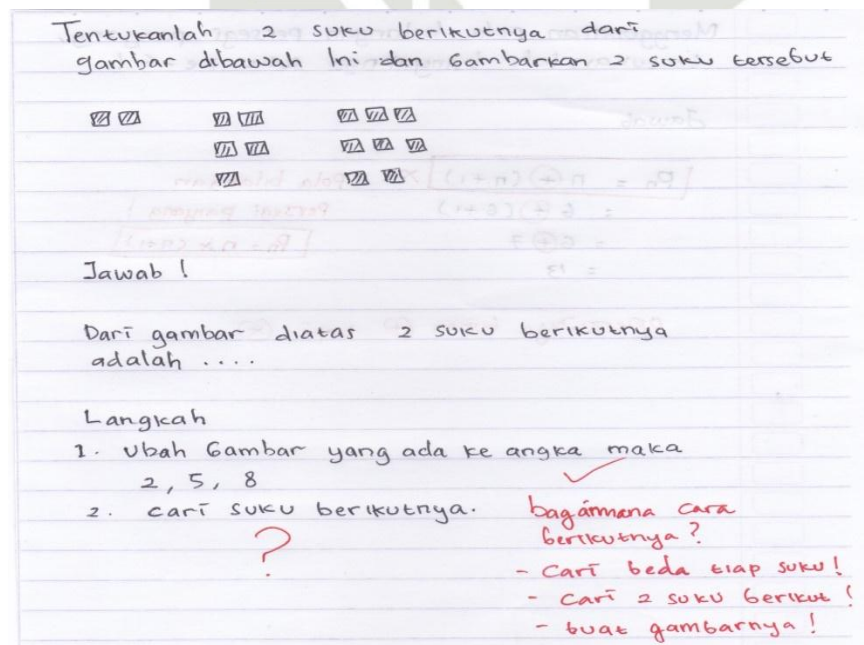 Tentukanlah 2 suku berikutnya dari
gambar dibawah ini dan Gambarkan 2 suku tersebut
Jawab !
Dari gambar diatas 2 suku berikutnya
adalah ....
Langkah
1. Ubah Gambar yang ada ke angka maka
2, 5, 8
2. cari suku berikutnya.
?
bagaimana cara
berikutnya?
- Cari beda tiap suku!
- Cari 2 suku berikut!
- buat gambarnya!